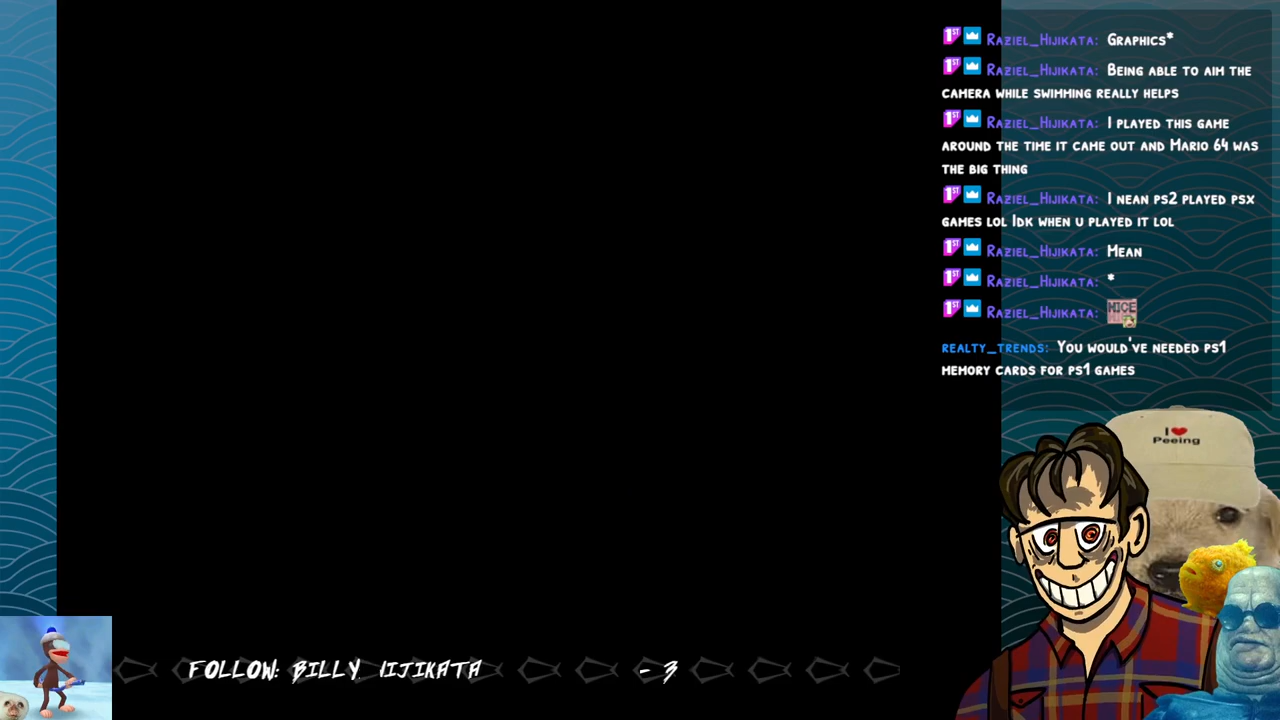 Raziel_Hijikata: Graphics*
Raziel_Hijikata: Being able to aim the
camera while swimming really helps
Raziel_Hijikata: I played this game
around the time it came out and Mario 64 was
the big thing
Raziel_Hijikata: I nean ps2 played psx
games lol Idk when u played it lol
Raziel_Hijikata: Mean
Raziel_Hijikata: *
Raziel_Hijikata: NICE
realty_trends: You would've needed ps1
memory cards for ps1 games
I ❤
Peeing
FOLLOW: BILLY HIJIKATA - 3